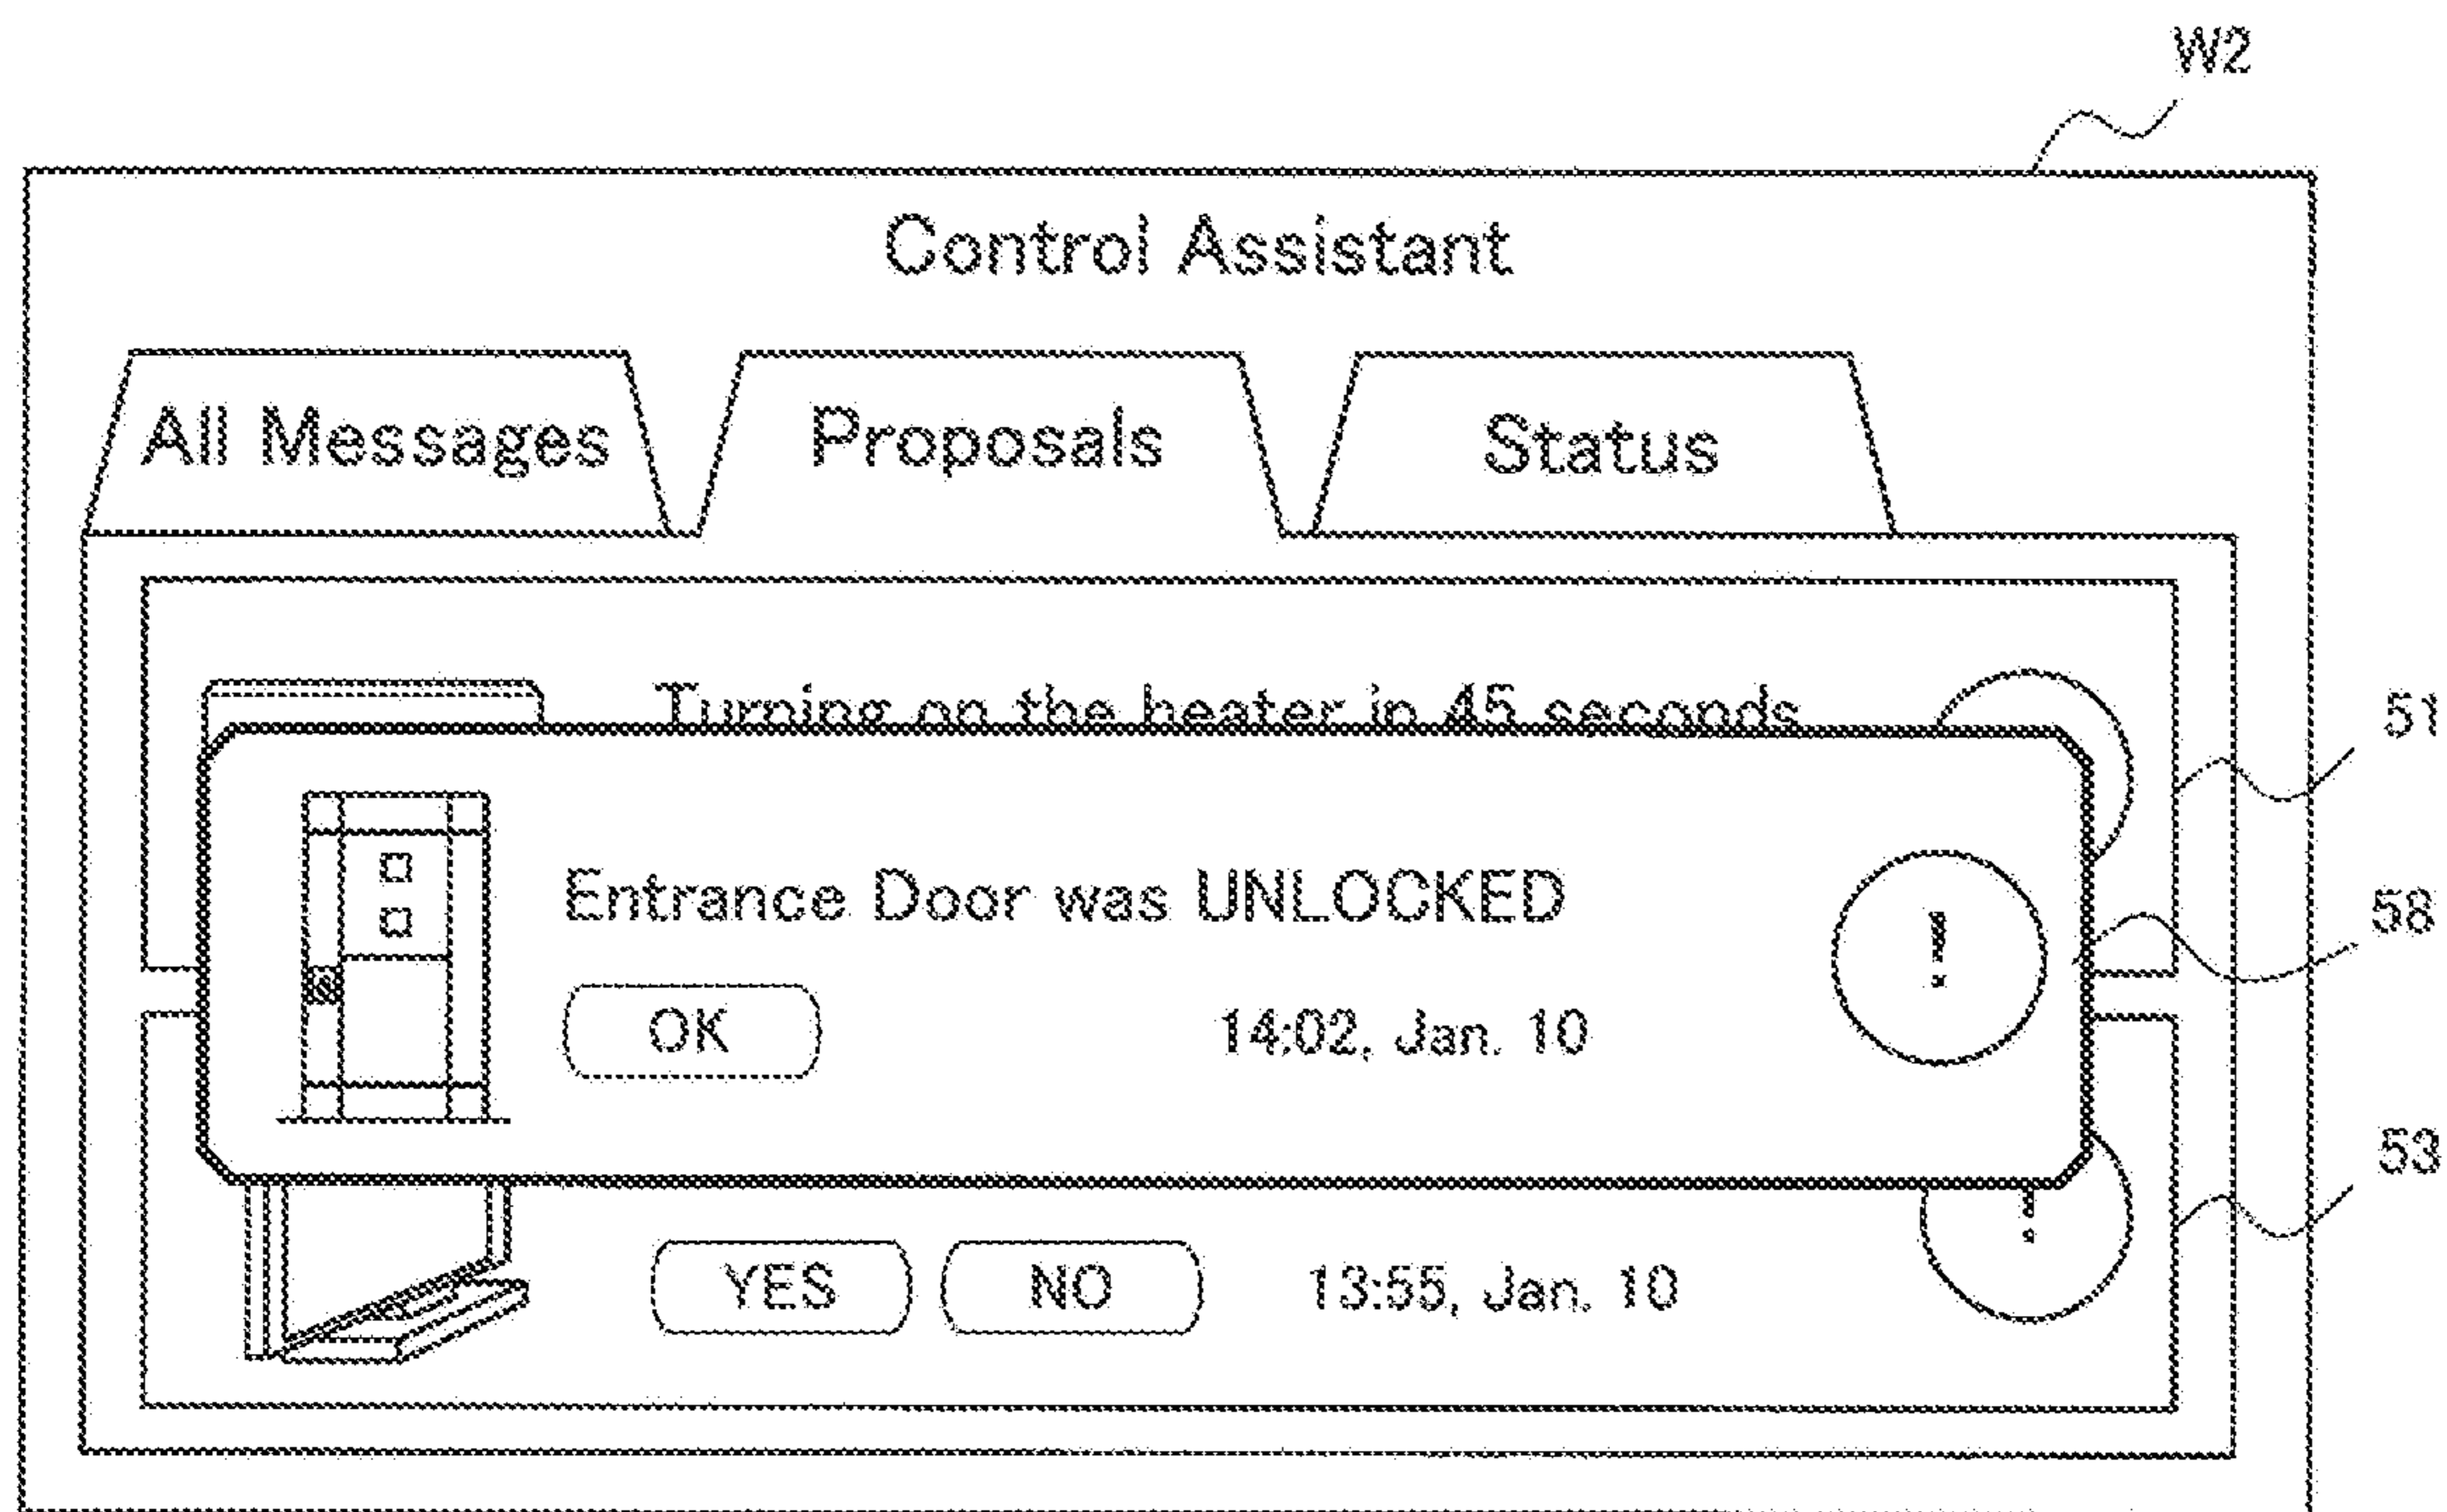 W2
Control Assistant
All Messages Proposals Status
Turning on the heater in 45 seconds
51
Entrance Door was UNLOCKED
!
58
OK 14:02, Jan. 10
53
!
YES NO 13:55, Jan. 10